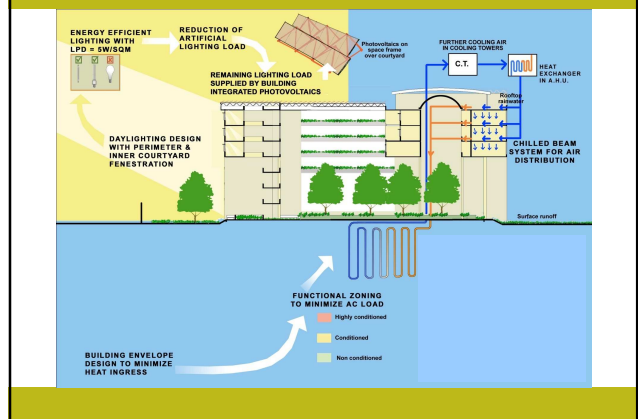 ENERGY EFFICIENT
LIGHTING WITH
LPD = 5W/SQM
REDUCTION OF
ARTIFICIAL
LIGHTING LOAD
Photovoltaics on
space frame
over courtyard
REMAINING LIGHTING LOAD
SUPPLIED BY BUILDING
INTEGRATED PHOTOVOLTAICS
FURTHER COOLING AIR
IN COOLING TOWERS
C.T.
HEAT
EXCHANGER
IN A.H.U.
Rooftop
rainwater
DAYLIGHTING DESIGN
WITH PERIMETER &
INNER COURTYARD
FENESTRATION
CHILLED BEAM
SYSTEM FOR AIR
DISTRIBUTION
Surface runoff
FUNCTIONAL ZONING
TO MINIMIZE AC LOAD
Highly conditioned
Conditioned
Non conditioned
BUILDING ENVELOPE
DESIGN TO MINIMIZE
HEAT INGRESS